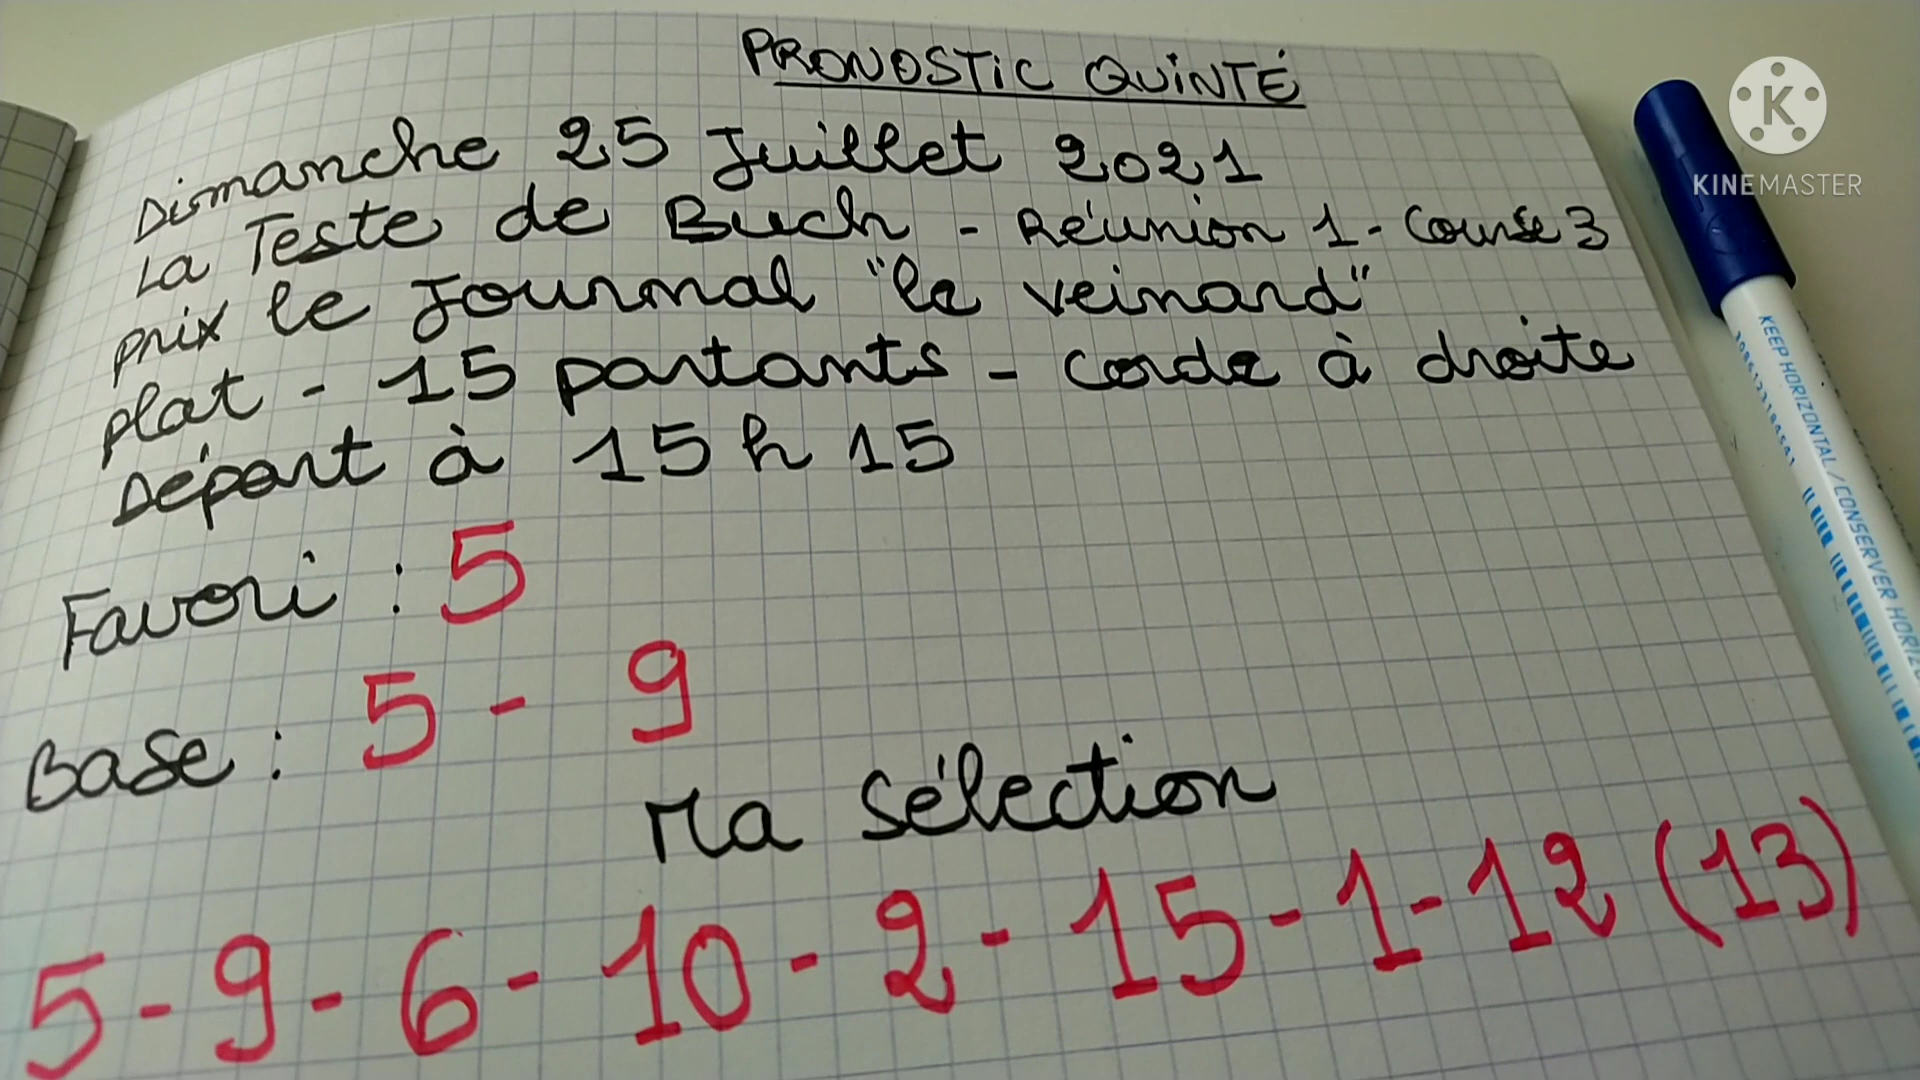 PRONOSTIC QUINTÉ
Dimanche 25 Juillet 2021
La Teste de Buch - Réunion 1 - Course 3
prix le Journal "le veinard"
plat - 15 partants - corde à droite
Départ à 15 h 15
Favori : 5
Base : 5 - 9
Ma sélection
5 - 9 - 6 - 10 - 2 - 15 - 1 - 12 (13)
K
KINEMASTER
KEEP HORIZONTAL / CONSERVER HORIZ